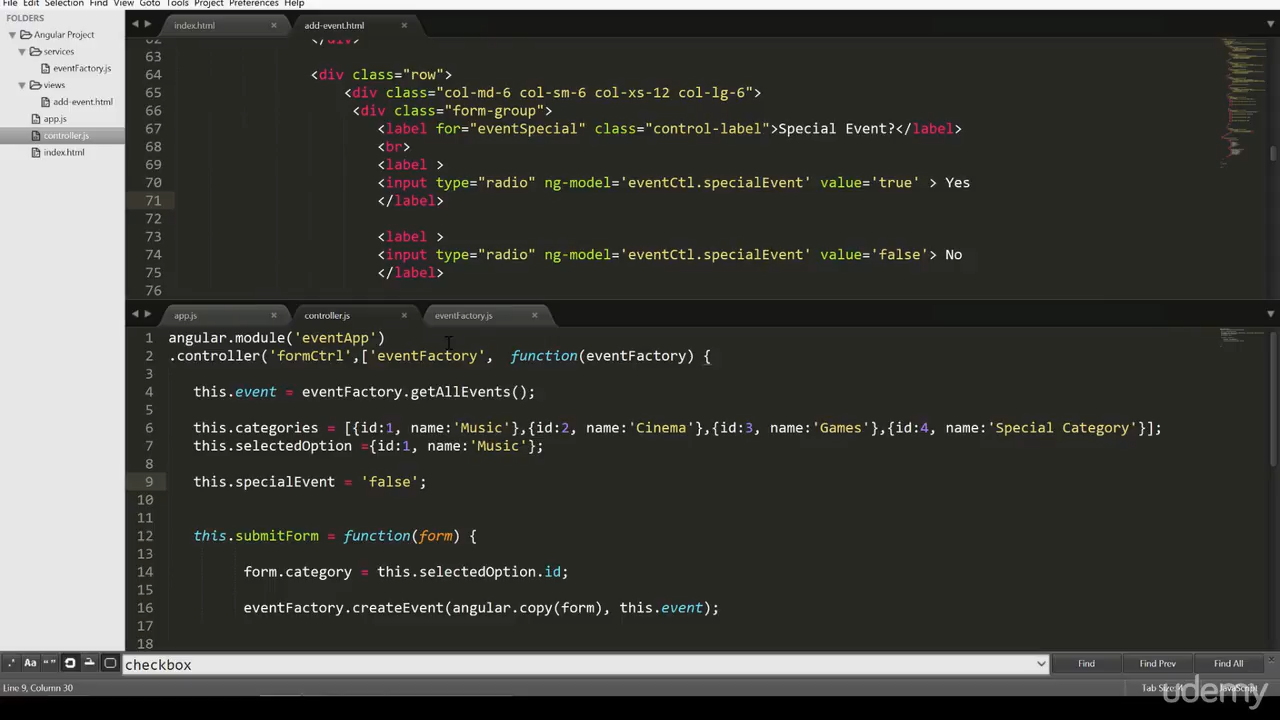 File Edit Selection Find View Goto Tools Project Preferences Help
FOLDERS
Angular Project
services
eventFactory.js
views
add-event.html
app.js
controller.js
index.html
index.html × add-event.html ×
62 </div>
63
64 <div class="row">
65 <div class="col-md-6 col-sm-6 col-xs-12 col-lg-6">
66 <div class="form-group">
67 <label for="eventSpecial" class="control-label">Special Event?</label>
68 <br>
69 <label >
70 <input type="radio" ng-model='eventCtl.specialEvent' value='true' > Yes
71 </label>
72
73 <label >
74 <input type="radio" ng-model='eventCtl.specialEvent' value='false'> No
75 </label>
76
app.js × controller.js × eventFactory.js ×
1 angular.module('eventApp')
2 .controller('formCtrl',['eventFactory', function(eventFactory) {
3
4 this.event = eventFactory.getAllEvents();
5
6 this.categories = [{id:1, name:'Music'},{id:2, name:'Cinema'},{id:3, name:'Games'},{id:4, name:'Special Category'}];
7 this.selectedOption ={id:1, name:'Music'};
8
9 this.specialEvent = 'false';
10
11
12 this.submitForm = function(form) {
13
14 form.category = this.selectedOption.id;
15
16 eventFactory.createEvent(angular.copy(form), this.event);
17
18
.* Aa “” checkbox Find Find Prev Find All
Line 9, Column 30 Tab Size: 4 JavaScript
udemy